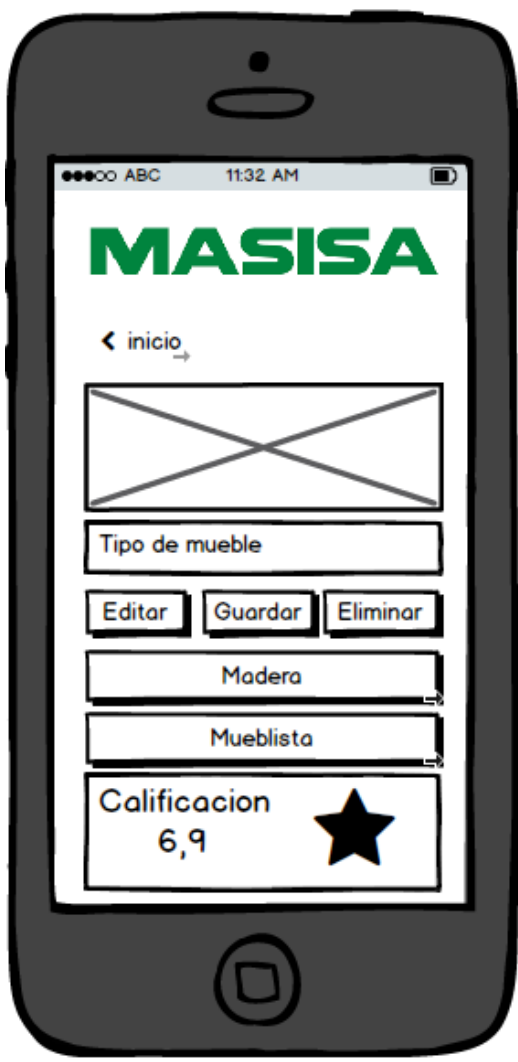 ABC 11:32 AM
MASISA
inicio
Tipo de mueble
Editar Guardar Eliminar
Madera
Mueblista
Calificacion
6,9